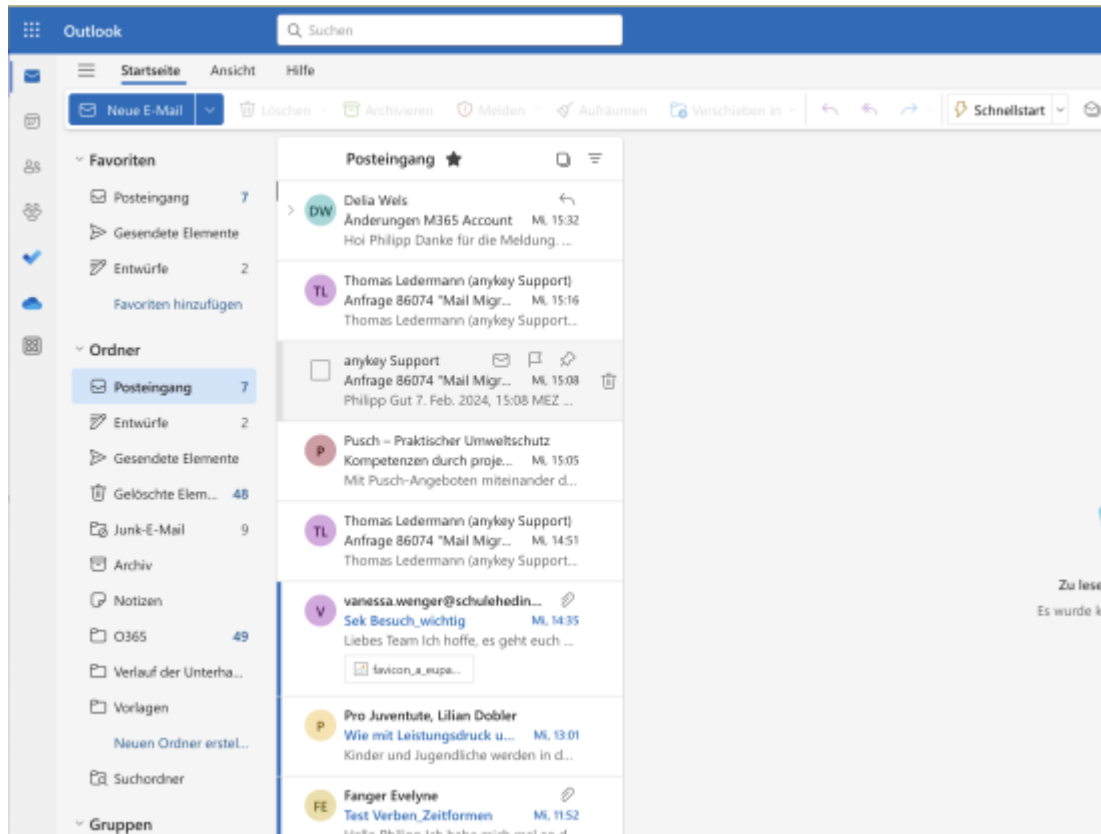 Outlook
Suchen
Startseite Ansicht Hilfe
Neue E-Mail Löschen Archivieren Melden Aufräumen Verschieben in Schnellstart
Favoriten
Posteingang 7
Gesendete Elemente
Entwürfe 2
Favoriten hinzufügen
Ordner
Posteingang 7
Entwürfe 2
Gesendete Elemente
Gelöschte Elem... 48
Junk-E-Mail 9
Archiv
Notizen
O365 49
Verlauf der Unterha...
Vorlagen
Neuen Ordner erstel...
Suchordner
Gruppen
Posteingang
DW
Delia Wels
Änderungen M365 Account Mi, 15:32
Hoi Philipp Danke für die Meldung. ...
TL
Thomas Ledermann (anykey Support)
Anfrage 86074 "Mail Migr... Mi, 15:16
Thomas Ledermann (anykey Support...
anykey Support
Anfrage 86074 "Mail Migr... Mi, 15:08
Philipp Gut 7. Feb. 2024, 15:08 MEZ ...
P
Pusch – Praktischer Umweltschutz
Kompetenzen durch proje... Mi, 15:05
Mit Pusch-Angeboten miteinander d...
TL
Thomas Ledermann (anykey Support)
Anfrage 86074 "Mail Migr... Mi, 14:51
Thomas Ledermann (anykey Support...
V
vanessa.wenger@schulehedin...
Sek Besuch_wichtig Mi, 14:35
Liebes Team Ich hoffe, es geht euch ...
favicon_a_eupa...
P
Pro Juventute, Lilian Dobler
Wie mit Leistungsdruck u... Mi, 13:01
Kinder und Jugendliche werden in d...
FE
Fanger Evelyne
Test Verben_Zeitformen Mi, 11:52
Hallo Philipp Ich habe mich mal an d
Zu lese
Es wurde k